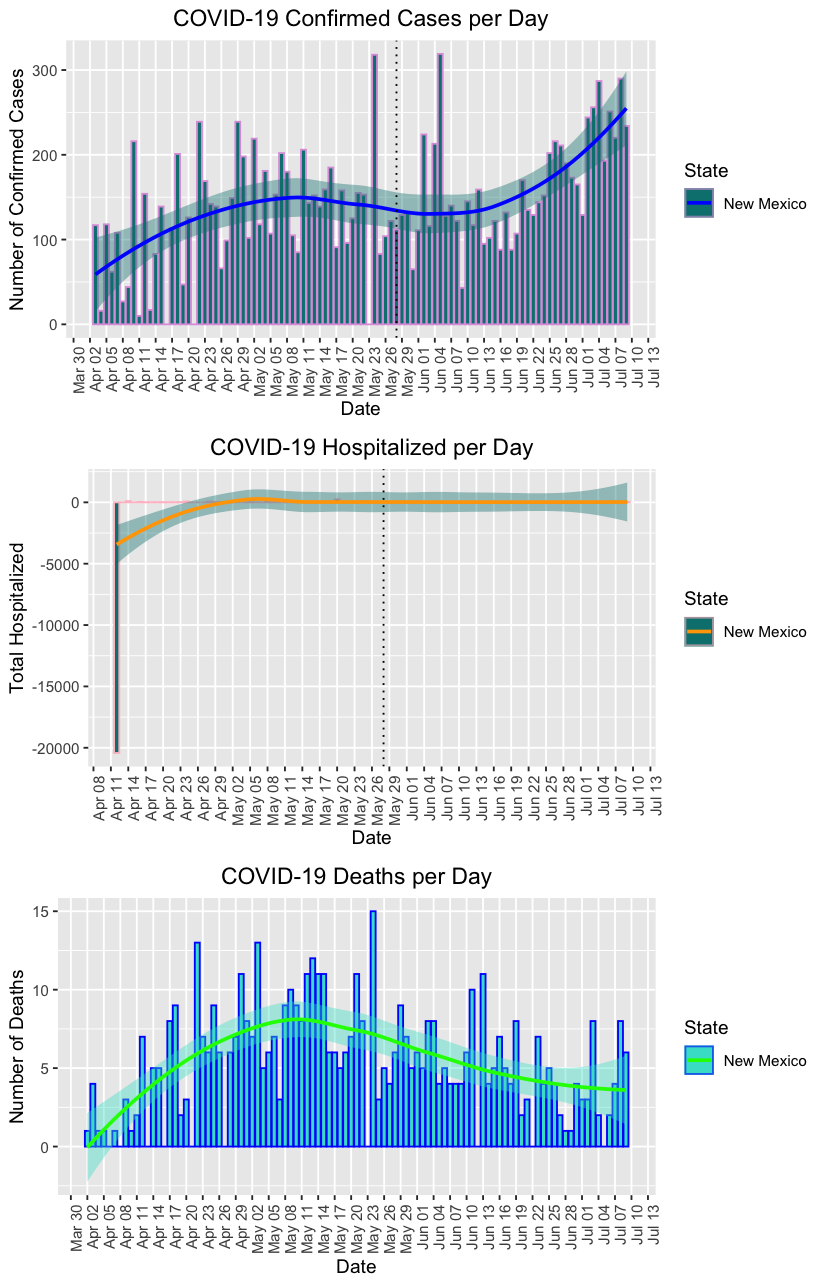 COVID-19 Confirmed Cases per Day
Number of Confirmed Cases
300
200
100
0
Mar 30
Apr 02
Apr 05
Apr 08
Apr 11
Apr 14
Apr 17
Apr 20
Apr 23
Apr 26
Apr 29
May 02
May 05
May 08
May 11
May 14
May 17
May 20
May 23
May 26
May 29
Jun 01
Jun 04
Jun 07
Jun 10
Jun 13
Jun 16
Jun 19
Jun 22
Jun 25
Jun 28
Jul 01
Jul 04
Jul 07
Jul 10
Jul 13
Date
State
New Mexico
COVID-19 Hospitalized per Day
Total Hospitalized
0
-5000
-10000
-15000
-20000
Apr 08
Apr 11
Apr 14
Apr 17
Apr 20
Apr 23
Apr 26
Apr 29
May 02
May 05
May 08
May 11
May 14
May 17
May 20
May 23
May 26
May 29
Jun 01
Jun 04
Jun 07
Jun 10
Jun 13
Jun 16
Jun 19
Jun 22
Jun 25
Jun 28
Jul 01
Jul 04
Jul 07
Jul 10
Jul 13
Date
State
New Mexico
COVID-19 Deaths per Day
Number of Deaths
15
10
5
0
Mar 30
Apr 02
Apr 05
Apr 08
Apr 11
Apr 14
Apr 17
Apr 20
Apr 23
Apr 26
Apr 29
May 02
May 05
May 08
May 11
May 14
May 17
May 20
May 23
May 26
May 29
Jun 01
Jun 04
Jun 07
Jun 10
Jun 13
Jun 16
Jun 19
Jun 22
Jun 25
Jun 28
Jul 01
Jul 04
Jul 07
Jul 10
Jul 13
Date
State
New Mexico